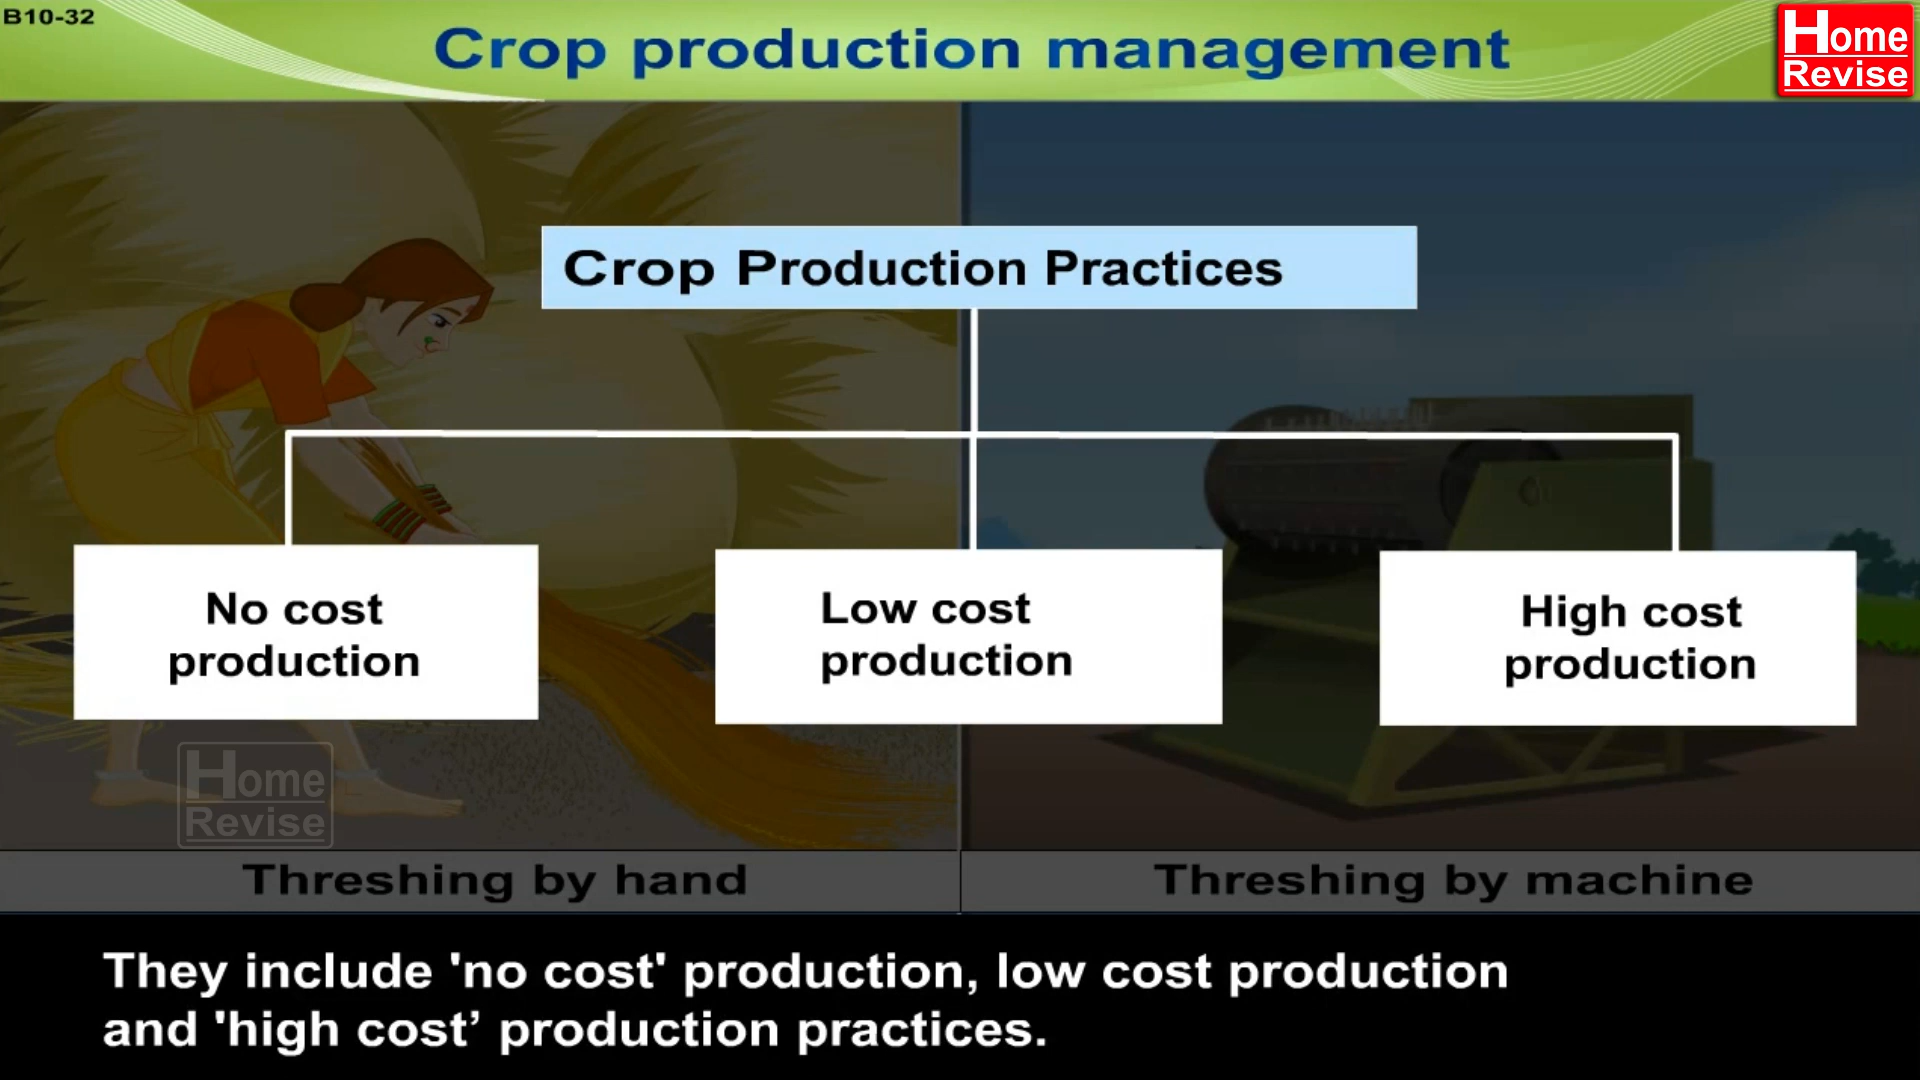 B10-32
Crop production management
Home
Revise
Crop Production Practices
No cost
production
Low cost
production
High cost
production
Home
Revise
Threshing by hand
Threshing by machine
They include 'no cost' production, low cost production
and 'high cost’ production practices.